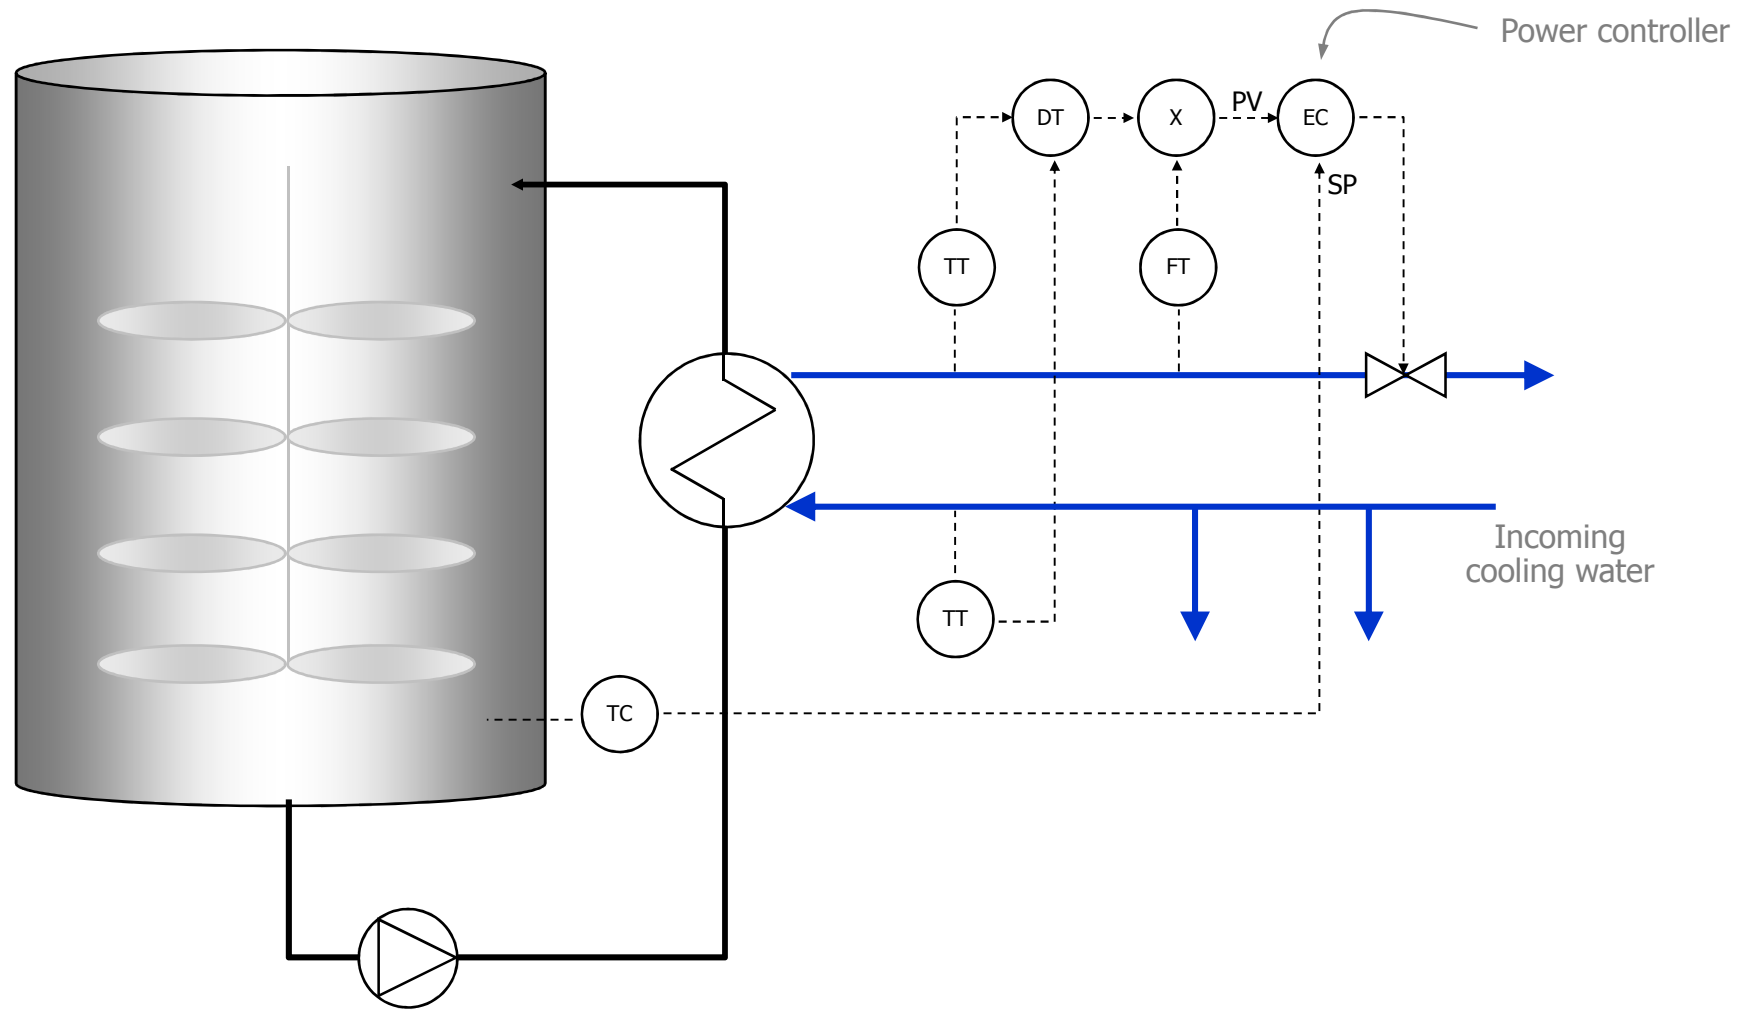 Power controller
DT
X
PV
EC
SP
TT
FT
Incoming
cooling water
TT
TC